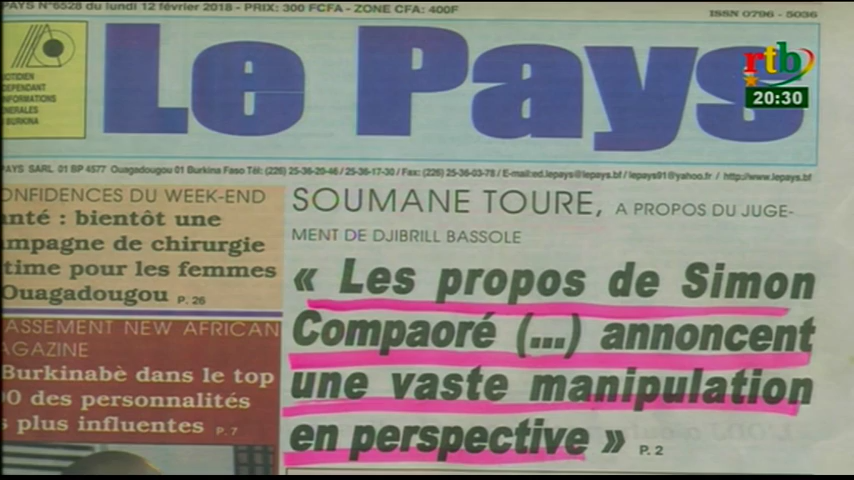 PAYS N°6528 du lundi 12 février 2018 - PRIX: 300 FCFA - ZONE CFA: 400F
ISSN 0796 - 5036
Le Pays
rtb
20:30
QUOTIDIEN
INDEPENDANT
INFORMATIONS
GENERALES
BURKINA
PAYS SARL 01 BP 4577 Ouagadougou 01 Burkina Faso Tél: (226) 25-36-20-46 / 25-36-17-30 / Fax: (226) 25-36-03-78 / E-mail:ed.lepays@lepays.bf / lepays91@yahoo.fr / http://www.lepays.bf
ONFIDENCES DU WEEK-END
anté : bientôt une
ampagne de chirurgie
time pour les femmes
Ouagadougou P. 26
ASSEMENT NEW AFRICAN
AGAZINE
Burkinabè dans le top
00 des personnalités
s plus influentes P. 7
SOUMANE TOURE, A PROPOS DU JUGE-
MENT DE DJIBRILL BASSOLE
« Les propos de Simon
Compaoré (...) annoncent
une vaste manipulation
en perspective » P. 2